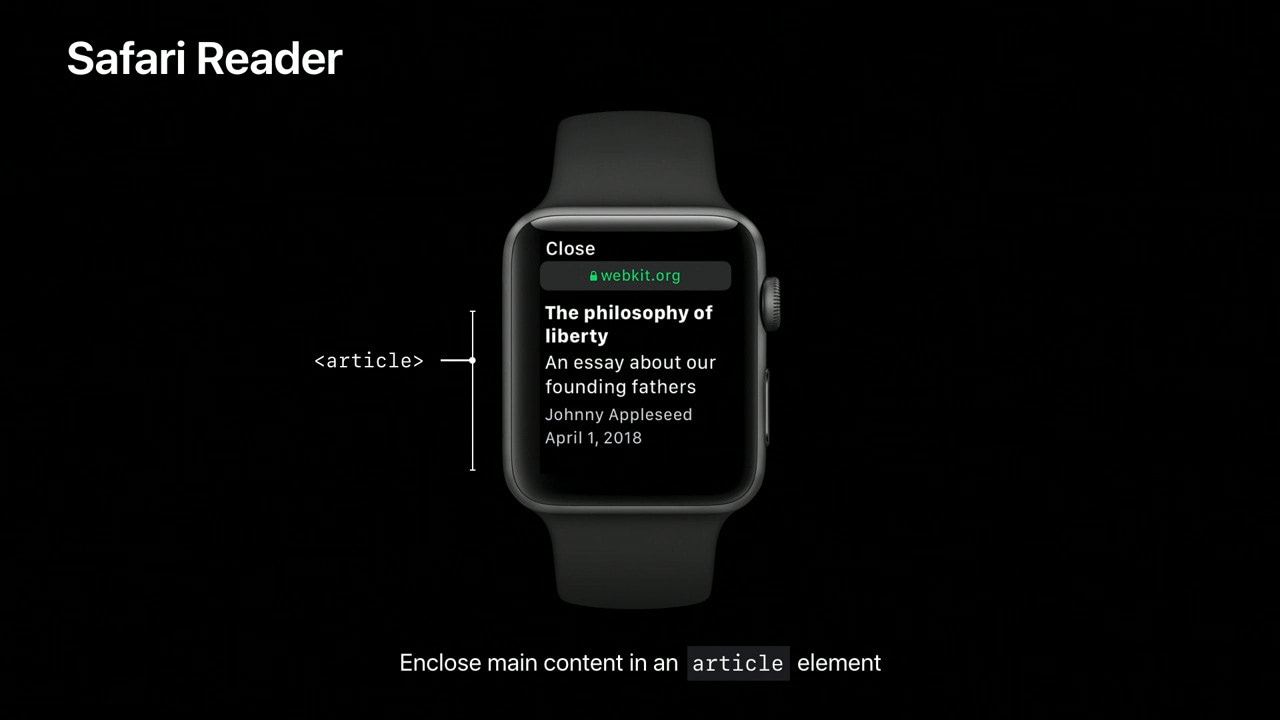 Safari Reader
Close
webkit.org
The philosophy of
liberty
<article>
An essay about our
founding fathers
Johnny Appleseed
April 1, 2018
Enclose main content in an article element